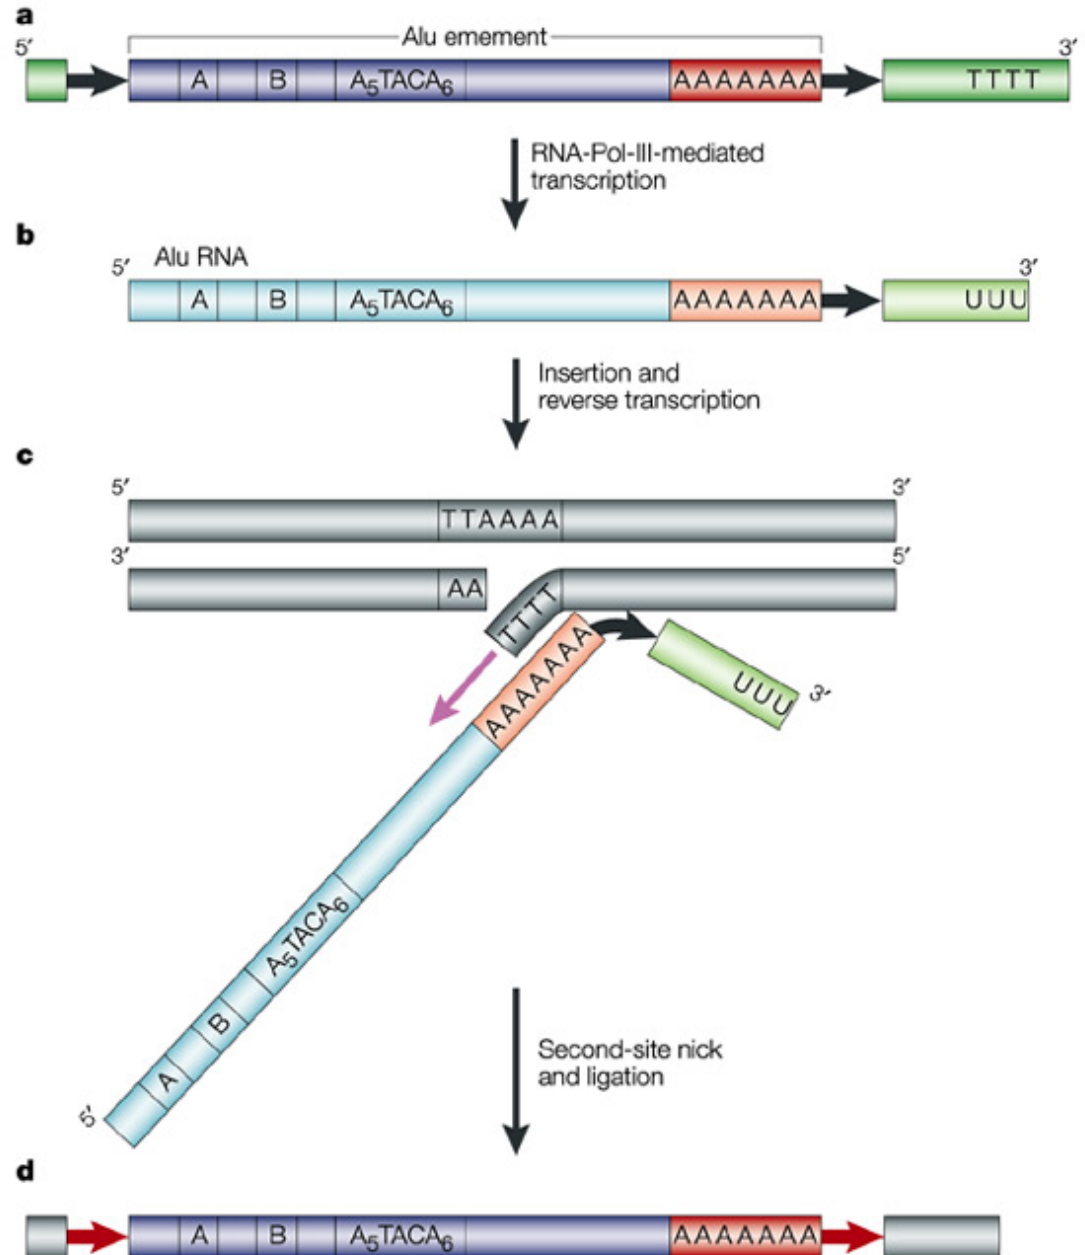 a
5′ Alu emement 3′
A B A5TACA6 AAAAAAA TTTT
RNA-Pol-III-mediated
transcription
b
5′ Alu RNA 3′
A B A5TACA6 AAAAAAA UUU
Insertion and
reverse transcription
c
5′ 3′
TTAAAA
3′ 5′
AA TTTT
AAAAAAA UUU 3′
A5TACA6
B
A
5′
Second-site nick
and ligation
d
A B A5TACA6 AAAAAAA